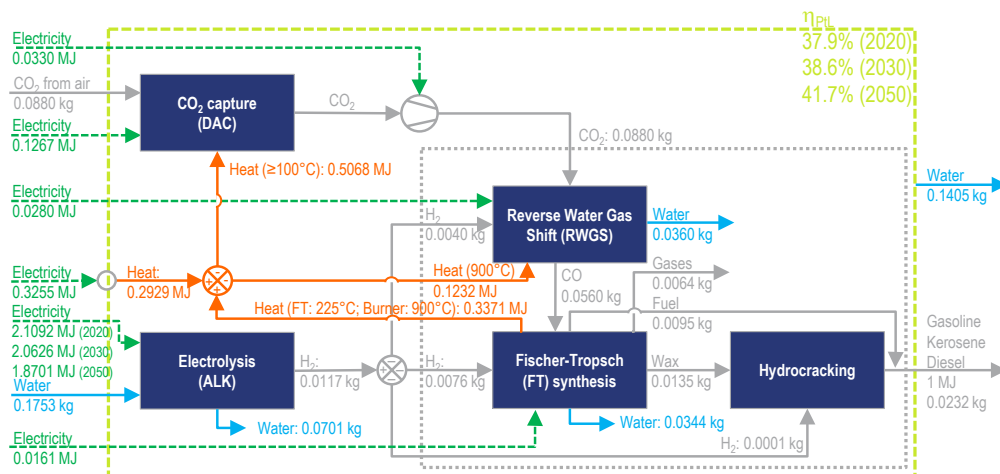 Electricity
0.0330 MJ
η_PtL
37.9% (2020)
38.6% (2030)
41.7% (2050)
CO₂ from air
0.0880 kg
CO₂ capture
(DAC)
CO₂
Electricity
0.1267 MJ
CO₂: 0.0880 kg
Heat (≥100°C): 0.5068 MJ
Water
0.1405 kg
Electricity
0.0280 MJ
H₂
0.0040 kg
Reverse Water Gas
Shift (RWGS)
Water
0.0360 kg
Electricity
0.3255 MJ
Heat:
0.2929 MJ
Heat (900°C)
0.1232 MJ
CO
0.0560 kg
Gases
0.0064 kg
Heat (FT: 225°C; Burner: 900°C): 0.3371 MJ
Fuel
0.0095 kg
Electricity
2.1092 MJ (2020)
2.0626 MJ (2030)
1.8701 MJ (2050)
Electrolysis
(ALK)
H₂:
0.0117 kg
H₂:
0.0076 kg
Fischer-Tropsch
(FT) synthesis
Wax
0.0135 kg
Hydrocracking
Gasoline
Kerosene
Diesel
1 MJ
0.0232 kg
Water
0.1753 kg
Water: 0.0701 kg
Water: 0.0344 kg
Electricity
0.0161 MJ
H₂: 0.0001 kg